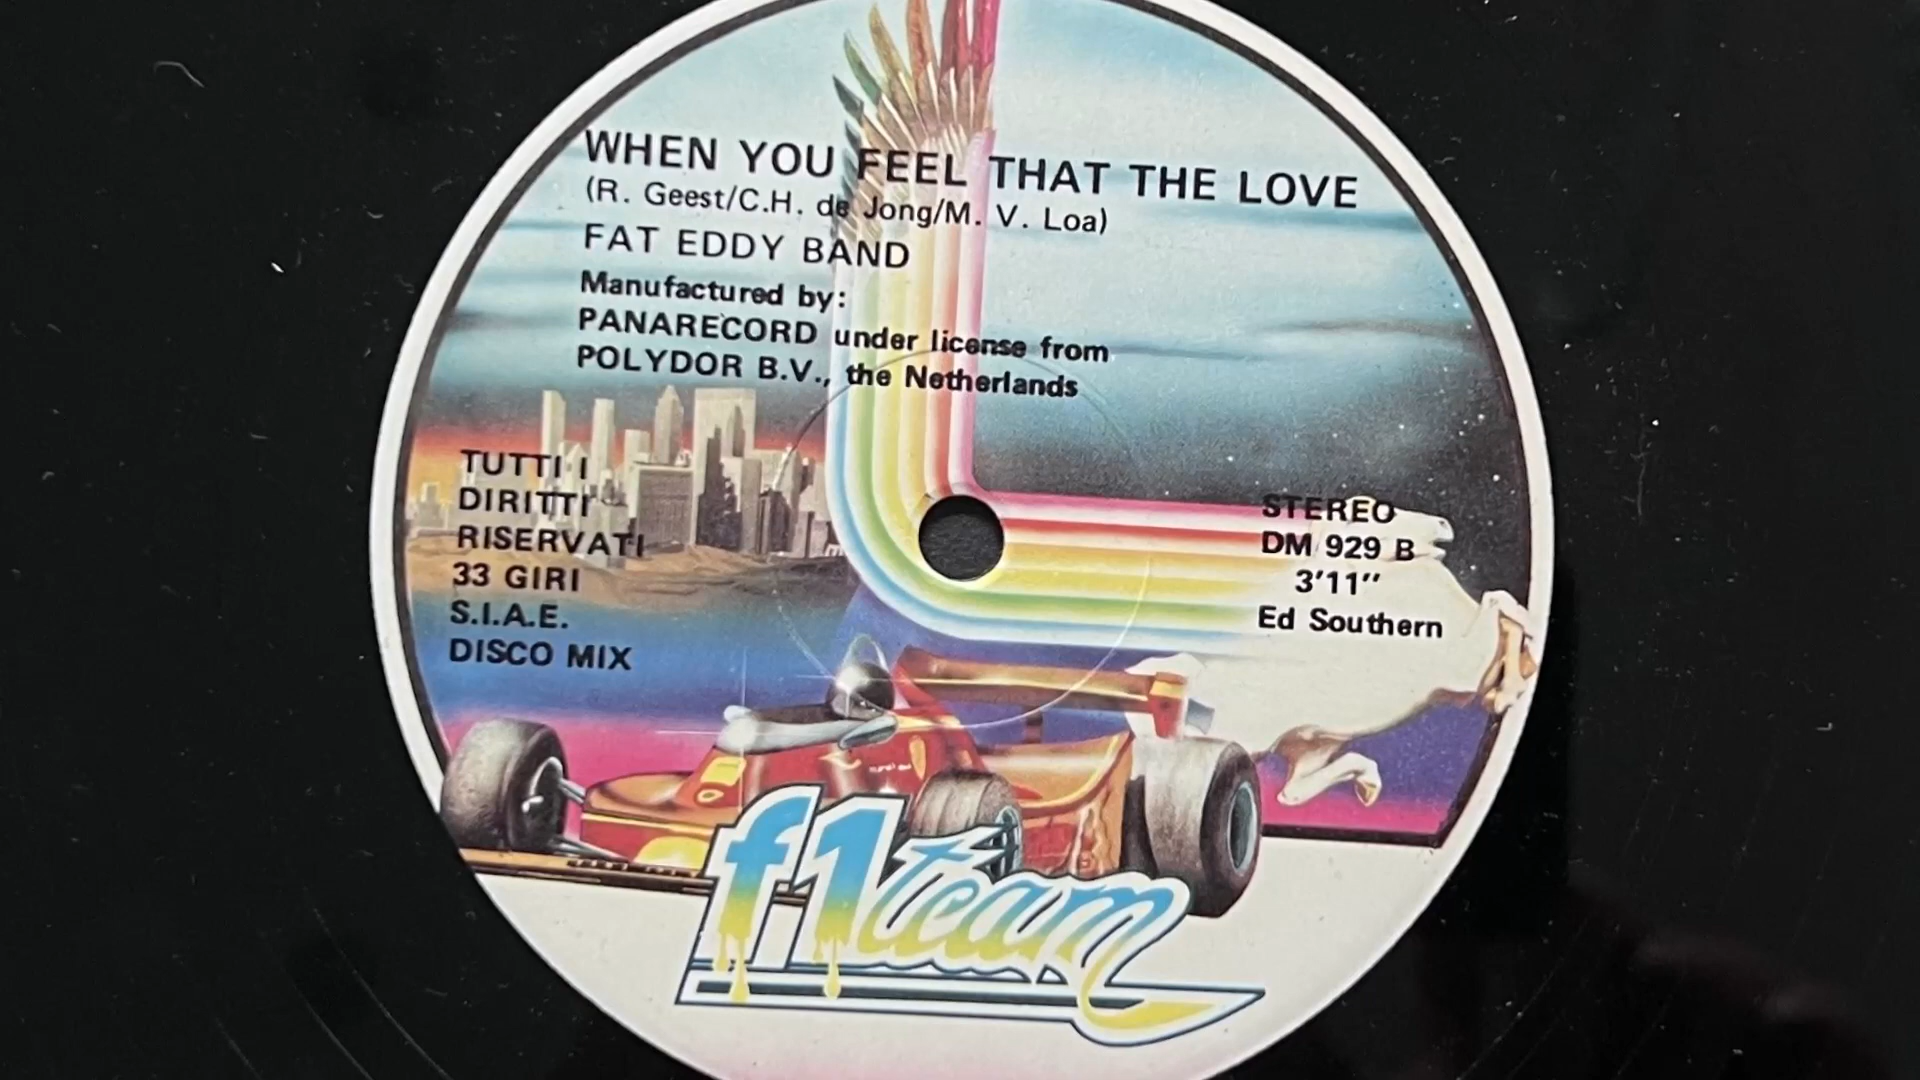 WHEN YOU FEEL THAT THE LOVE
(R. Geest/C.H. de Jong/M. V. Loa)
FAT EDDY BAND
Manufactured by:
PANARECORD under license from
POLYDOR B.V., the Netherlands
TUTTI I
DIRITTI
RISERVATI
33 GIRI
S.I.A.E.
DISCO MIX
STEREO
DM 929 B
3'11''
Ed Southern
f1team